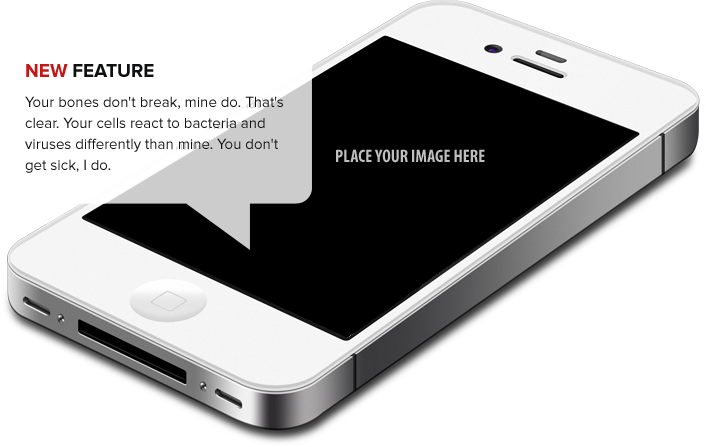 NEW FEATURE
Your bones don't break, mine do. That's
clear. Your cells react to bacteria and
viruses differently than mine. You don't
get sick, I do.
PLACE YOUR IMAGE HERE